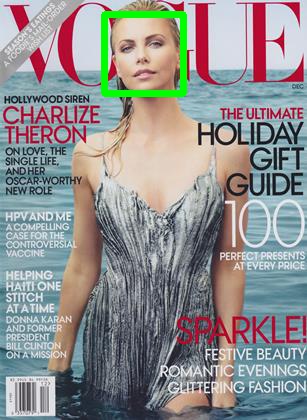 SEASON'S EATINGS
A FOODIE'S MAIL-ORDER
WISH LIST
VOGUE
DEC
HOLLYWOOD SIREN
CHARLIZE
THERON
ON LOVE, THE
SINGLE LIFE,
AND HER
OSCAR-WORTHY
NEW ROLE
HPV AND ME
A COMPELLING
CASE FOR THE
CONTROVERSIAL
VACCINE
HELPING
HAITI ONE
STITCH
AT A TIME
DONNA KARAN
AND FORMER
PRESIDENT
BILL CLINTON
ON A MISSION
THE ULTIMATE
HOLIDAY
GIFT
GUIDE
100
PERFECT PRESENTS
AT EVERY PRICE
SPARKLE!
FESTIVE BEAUTY
ROMANTIC EVENINGS
GLITTERING FASHION